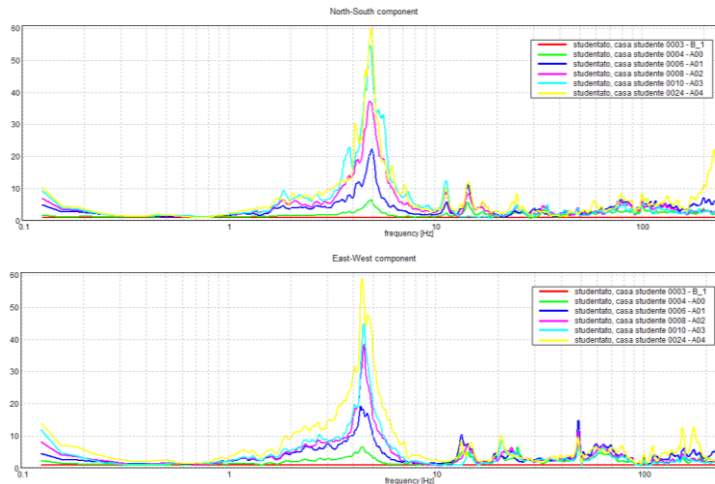 North-South component
60
50
40
30
20
10
0
0.1
1
10
100
frequency [Hz]
studentato, casa studente 0003 - B_1
studentato, casa studente 0004 - A00
studentato, casa studente 0006 - A01
studentato, casa studente 0008 - A02
studentato, casa studente 0010 - A03
studentato, casa studente 0024 - A04
East-West component
60
50
40
30
20
10
0
0.1
1
10
100
frequency [Hz]
studentato, casa studente 0003 - B_1
studentato, casa studente 0004 - A00
studentato, casa studente 0006 - A01
studentato, casa studente 0008 - A02
studentato, casa studente 0010 - A03
studentato, casa studente 0024 - A04